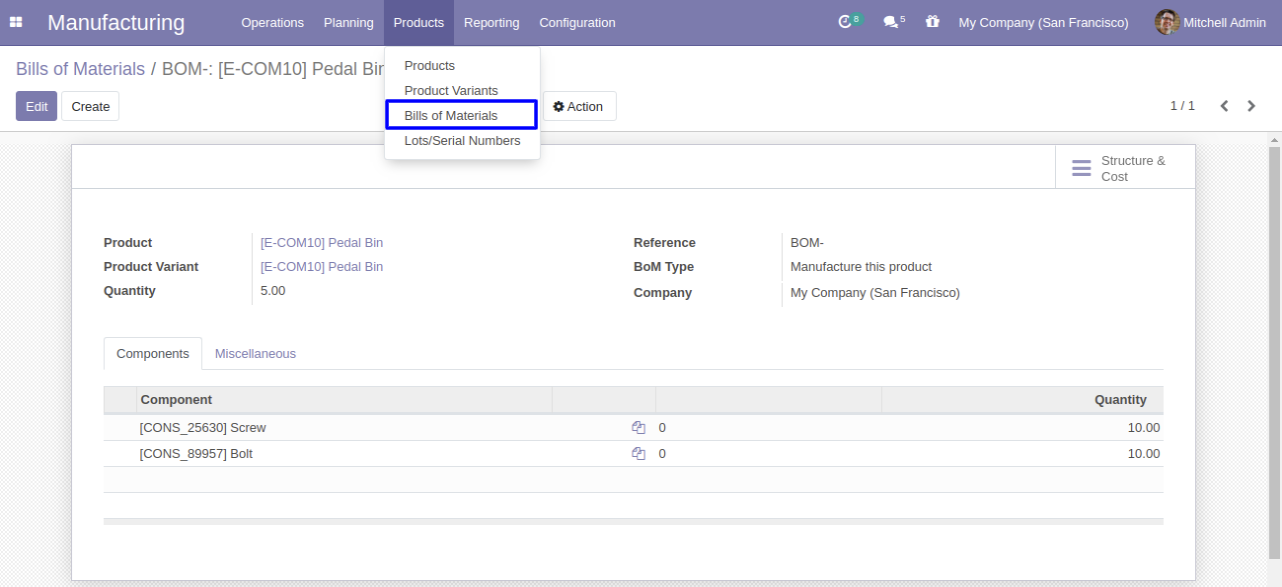 Manufacturing Operations Planning Products Reporting Configuration 8 5 My Company (San Francisco) Mitchell Admin
Bills of Materials / BOM-: [E-COM10] Pedal Bin
Products
Product Variants
Bills of Materials
Lots/Serial Numbers
Edit Create Action 1 / 1
Structure &
Cost
Product [E-COM10] Pedal Bin Reference BOM-
Product Variant [E-COM10] Pedal Bin BoM Type Manufacture this product
Quantity 5.00 Company My Company (San Francisco)
Components Miscellaneous
Component Quantity
[CONS_25630] Screw 0 10.00
[CONS_89957] Bolt 0 10.00